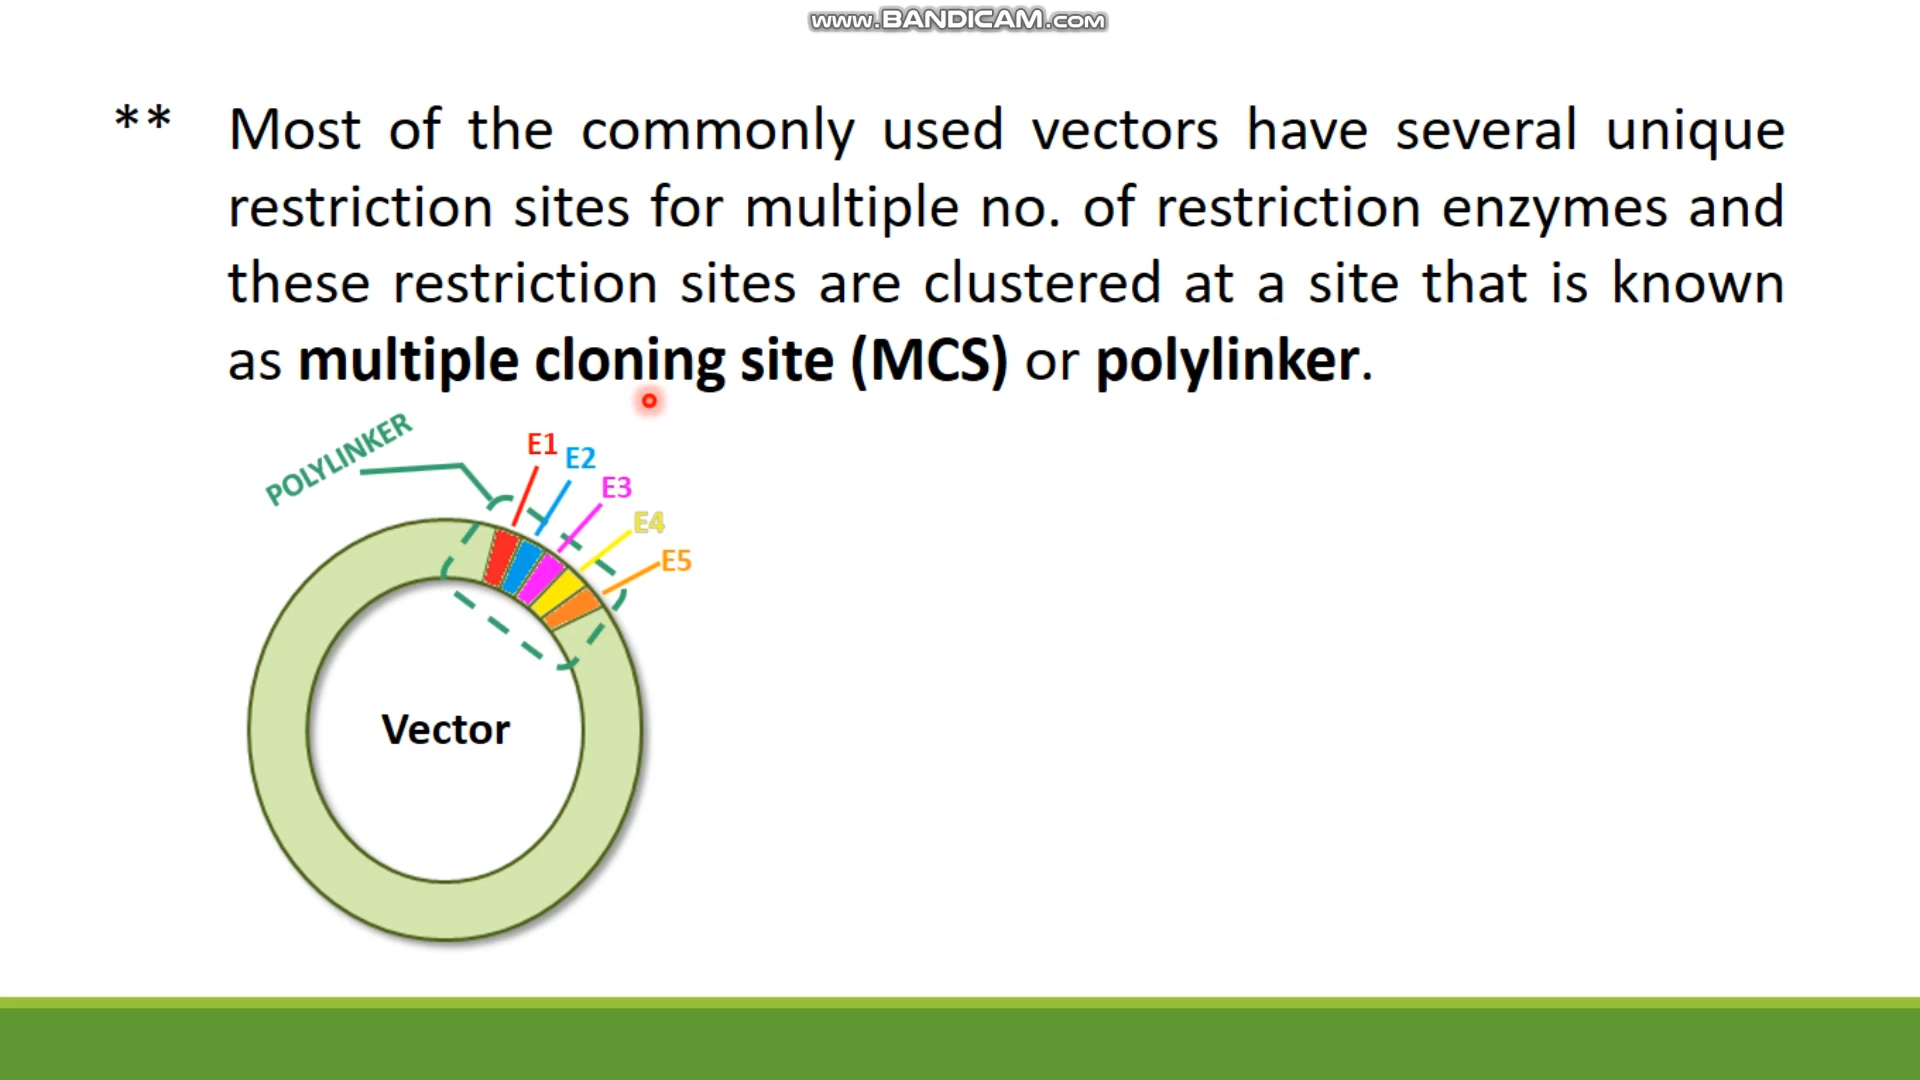 www.BANDICAM.com
** Most of the commonly used vectors have several unique
restriction sites for multiple no. of restriction enzymes and
these restriction sites are clustered at a site that is known
as multiple cloning site (MCS) or polylinker.
POLYLINKER
E1
E2
E3
E4
E5
Vector